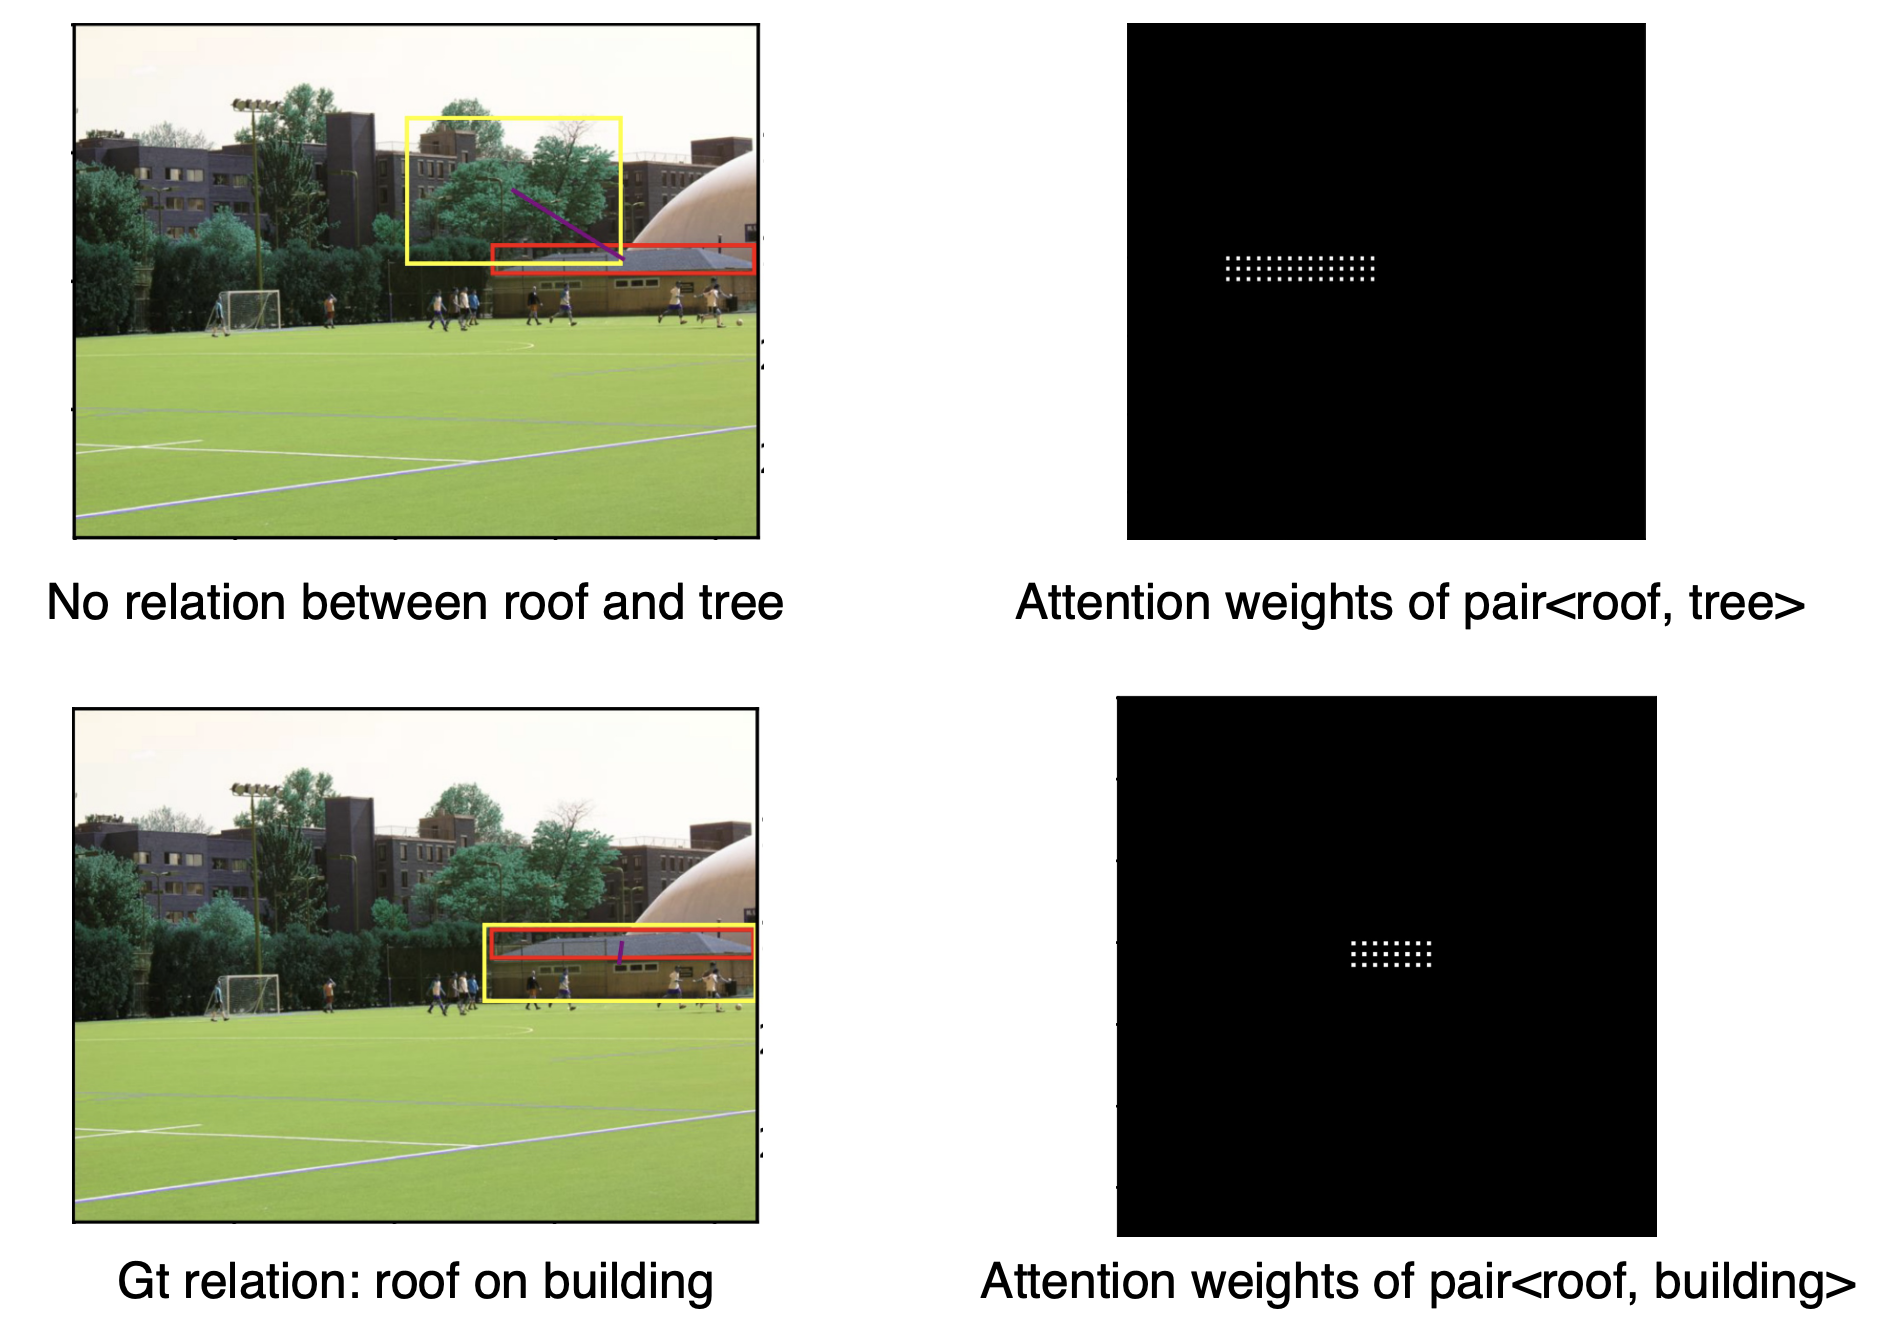 No relation between roof and tree
Attention weights of pair<roof, tree>
Gt relation: roof on building
Attention weights of pair<roof, building>